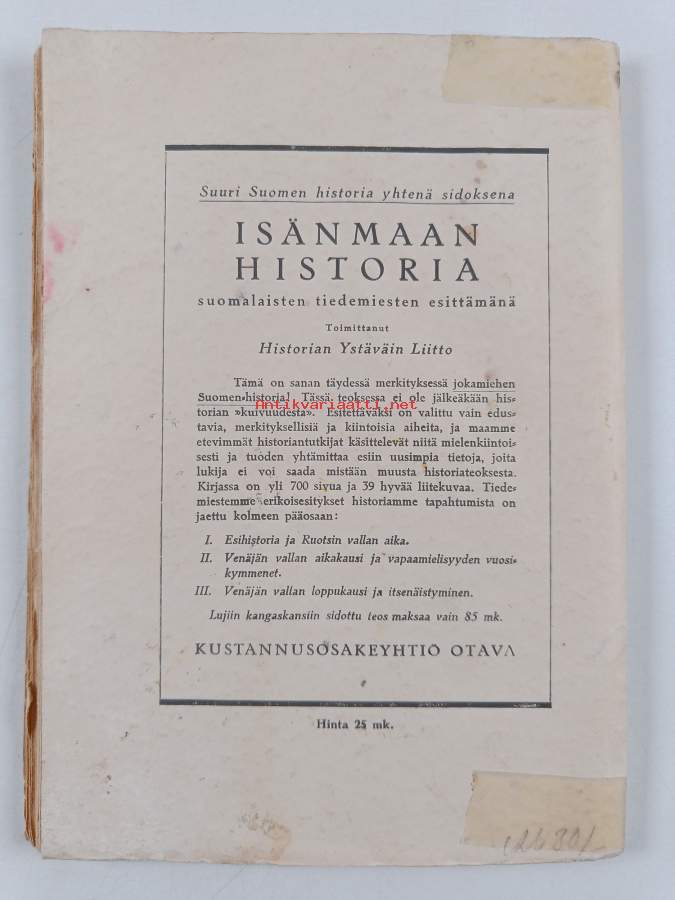 Suuri Suomen historia yhtenä sidoksena
ISÄNMAAN
HISTORIA
suomalaisten tiedemiesten esittämänä
Toimittanut
Historian Ystäväin Liitto
Tämä on sanan täydessä merkityksessä jokamiehen
Suomen historia! Tässä teoksessa ei ole jälkeäkään his-
Antikvariaatti.net
torian »kuivuudesta». Esitettäväksi on valittu vain edus-
tavia, merkityksellisiä ja kiintoisia aiheita, ja maamme
etevimmät historiantutkijat käsittelevät niitä mielenkiintoi-
sesti ja tuoden yhtämittaa esiin uusimpia tietoja, joita
lukija ei voi saada mistään muusta historiateoksesta.
Kirjassa on yli 700 sivua ja 39 hyvää liitekuvaa. Tiede-
miestemme erikoisesitykset historiamme tapahtumista on
jaettu kolmeen pääosaan:
I. Esihistoria ja Ruotsin vallan aika.
II. Venäjän vallan aikakausi ja vapaamielisyyden vuosi-
kymmenet.
III. Venäjän vallan loppukausi ja itsenäistyminen.
Lujiin kangaskansiin sidottu teos maksaa vain 85 mk.
KUSTANNUSOSAKEYHTIÖ OTAVA
Hinta 25 mk.